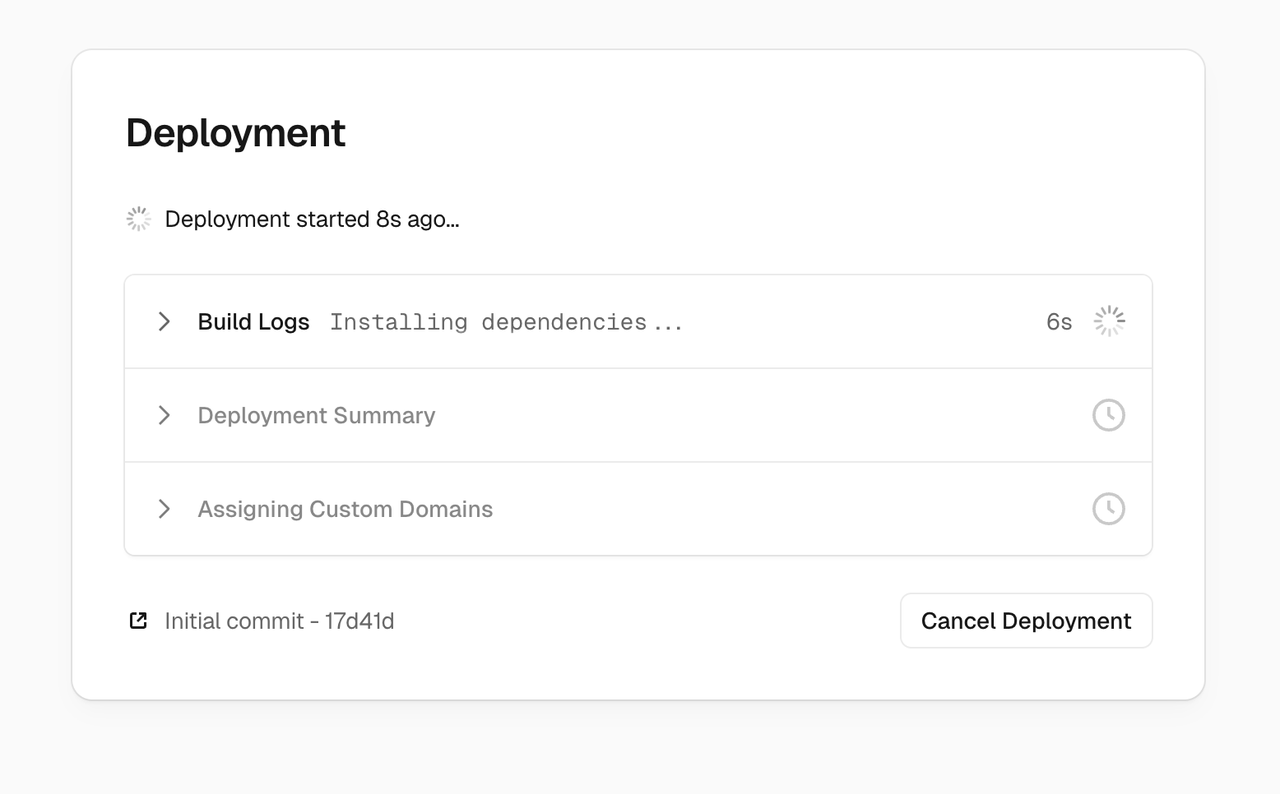 Deployment
Deployment started 8s ago...
Build Logs Installing dependencies... 6s
Deployment Summary
Assigning Custom Domains
Initial commit - 17d41d Cancel Deployment